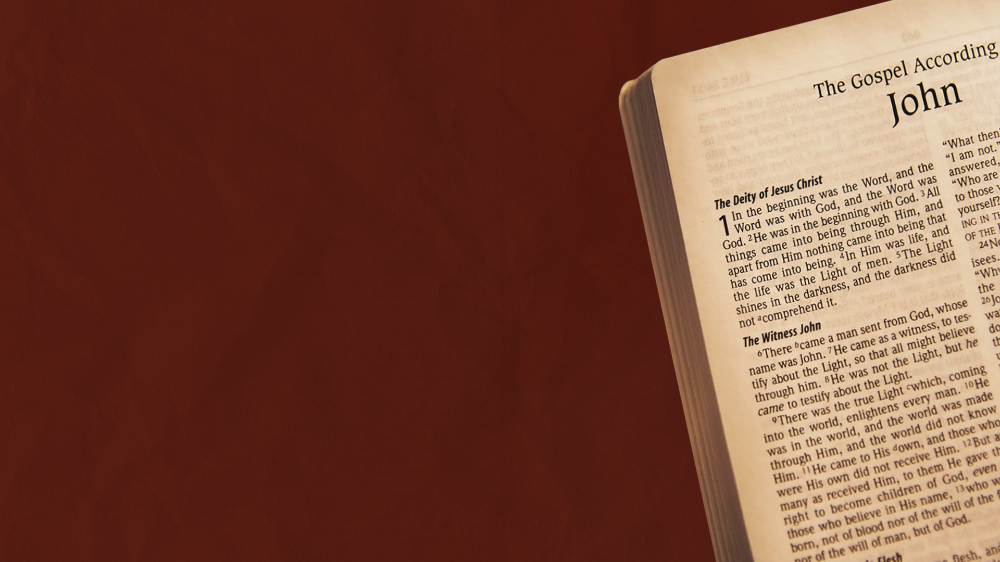 The Gospel According
John
The Deity of Jesus Christ
1 In the beginning was the Word, and the
Word was with God, and the Word was
God. 2 He was in the beginning with God. 3 All
things came into being through Him, and
apart from Him nothing came into being that
has come into being. 4 In Him was life, and
the life was the Light of men. 5 The Light
shines in the darkness, and the darkness did
not a comprehend it.
The Witness John
6 There b came a man sent from God, whose
name was John. 7 He came as a witness, to tes-
tify about the Light, so that all might believe
through him. 8 He was not the Light, but he
came to testify about the Light.
9 There was the true Light c which, coming
into the world, enlightens every man. 10 He
was in the world, and the world was made
through Him, and the world did not know
Him. 11 He came to His d own, and those who
were His own did not receive Him. 12 But a
many as received Him, to them He gave th
right to become children of God, even
those who believe in His name, 13 who w
born, not of blood nor of the will of the f
nor of the will of man, but of God.
Flesh
flesh, and
“What then
“I am not.”
answered,
“Who are
to those
yourself?
ING IN TH
OF THE
24 No
isees.
“Why
the
26 Jo
wat
do
th